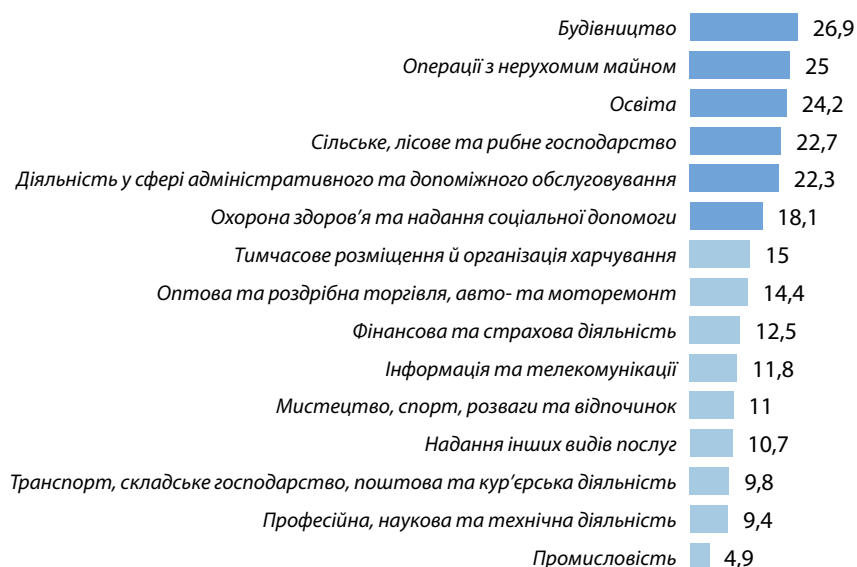 Будівництво 26,9
Операції з нерухомим майном 25
Освіта 24,2
Сільське, лісове та рибне господарство 22,7
Діяльність у сфері адміністративного та допоміжного обслуговування 22,3
Охорона здоров’я та надання соціальної допомоги 18,1
Тимчасове розміщення й організація харчування 15
Оптова та роздрібна торгівля, авто- та моторемонт 14,4
Фінансова та страхова діяльність 12,5
Інформація та телекомунікації 11,8
Мистецтво, спорт, розваги та відпочинок 11
Надання інших видів послуг 10,7
Транспорт, складське господарство, поштова та кур’єрська діяльність 9,8
Професійна, наукова та технічна діяльність 9,4
Промисловість 4,9